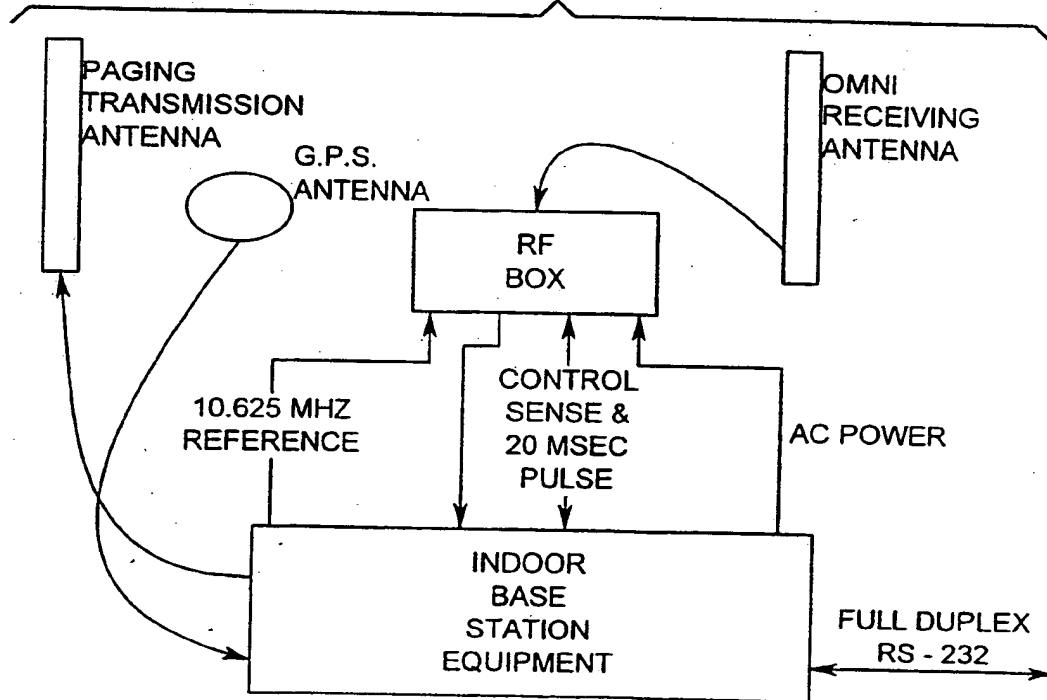 PAGING
TRANSMISSION
ANTENNA
G.P.S.
ANTENNA
OMNI
RECEIVING
ANTENNA
RF
BOX
10.625 MHZ
REFERENCE
CONTROL
SENSE &
20 MSEC
PULSE
AC POWER
INDOOR
BASE
STATION
EQUIPMENT
FULL DUPLEX
RS - 232